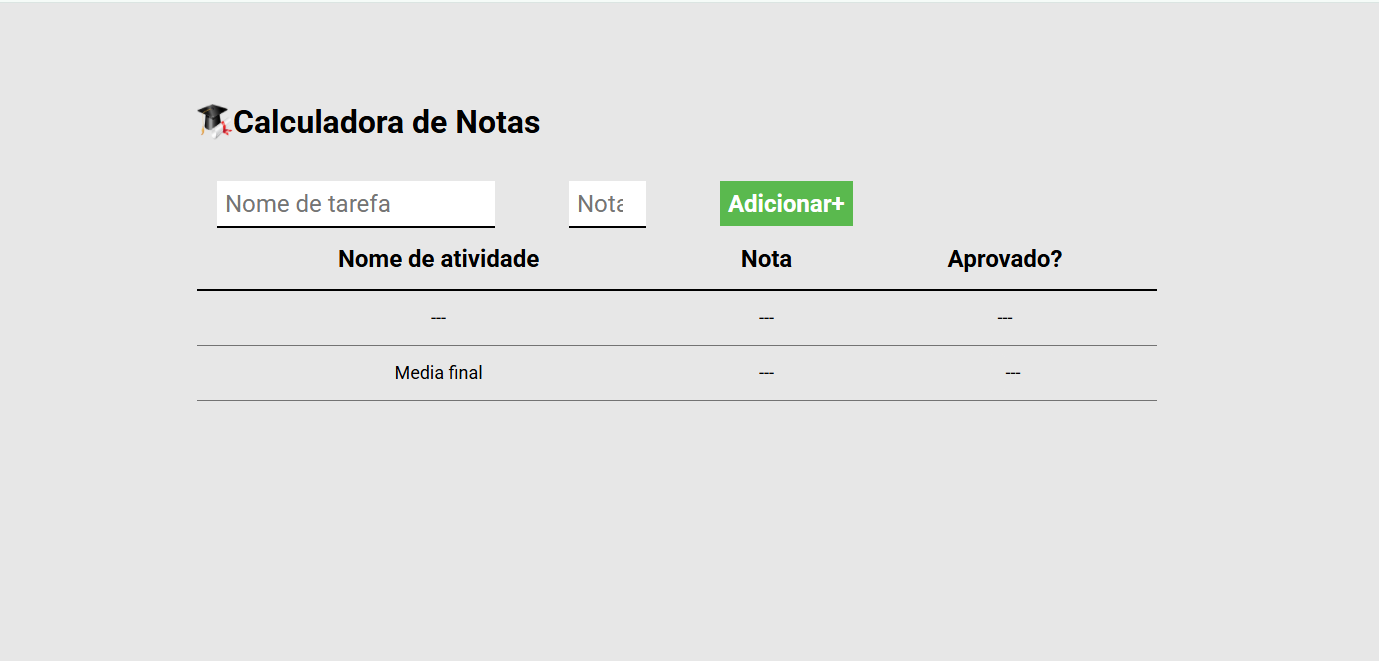 Calculadora de Notas
Nome de tarefa Nota Adicionar+
Nome de atividade Nota Aprovado?
--- --- ---
Media final --- ---